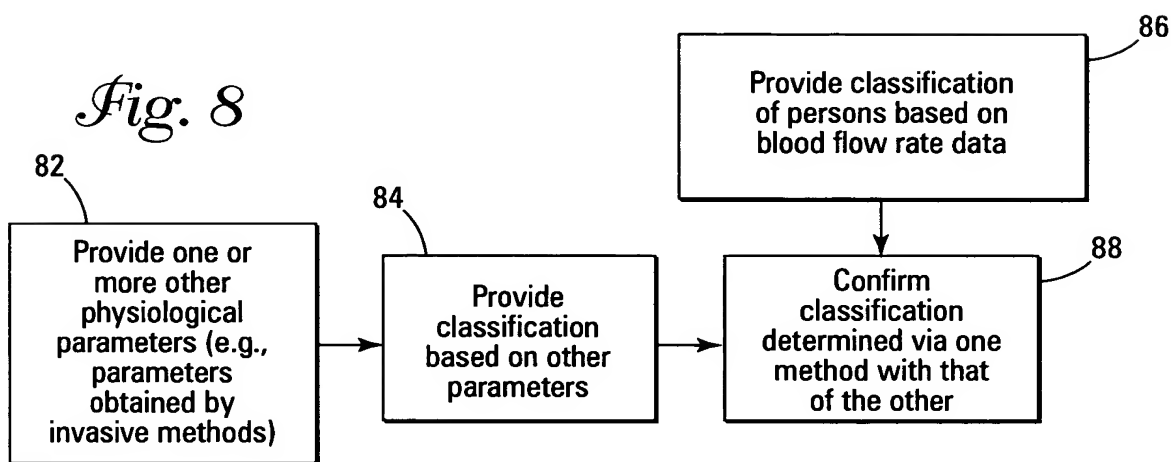 Fig. 8
82
Provide one or
more other
physiological
parameters (e.g.,
parameters
obtained by
invasive methods)
84
Provide
classification
based on other
parameters
86
Provide classification
of persons based on
blood flow rate data
88
Confirm
classification
determined via one
method with that
of the other